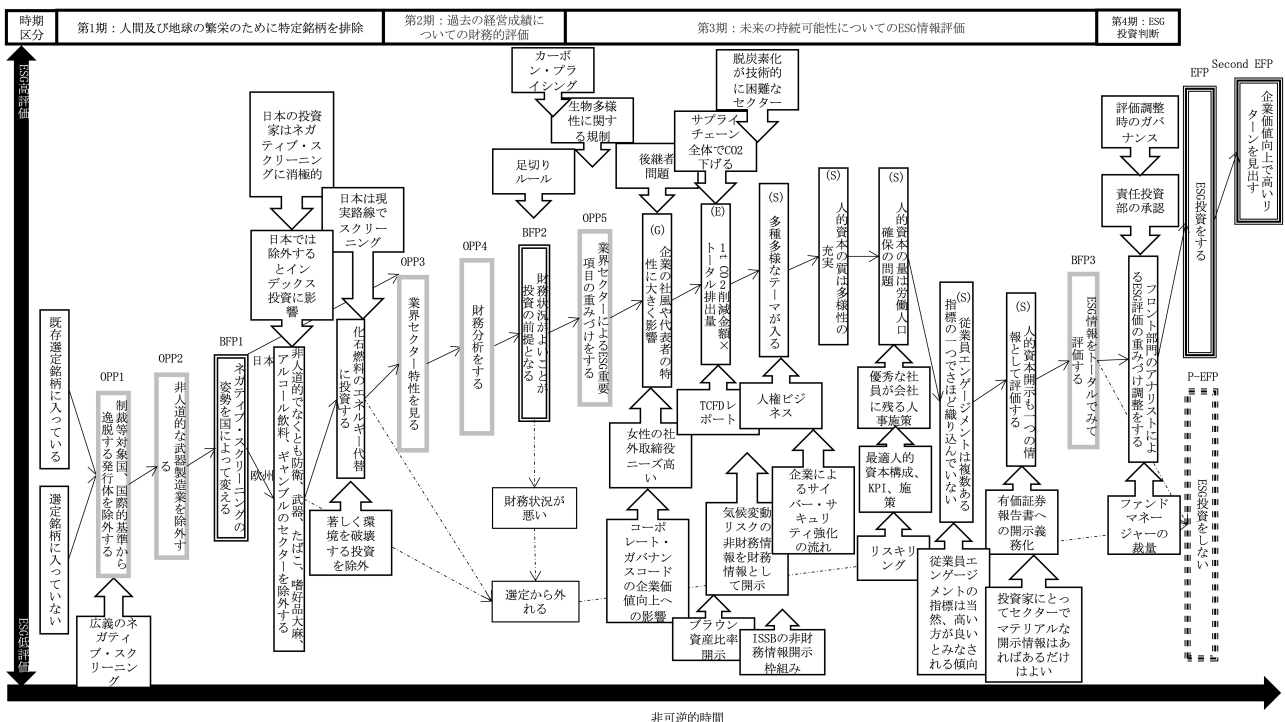 時期
区分
第1期：人間及び地球の繁栄のために特定銘柄を排除
第2期：過去の経営成績に
ついての財務的評価
第3期：未来の持続可能性についてのESG情報評価
第4期：ESG
投資判断
ESG高評価
ESG低評価
既存選定銘柄に入っている
選定銘柄に入っていない
OPP1
制裁等対象国、国際的基準から
逸脱する発行体を除外する
広義のネ
ガティ
ブ・スク
リーニン
グ
OPP2
非人道的な武器製造業を除外す
る
BFP1
ネガティブ・スクリーニングの
姿勢を国によって変える
日本
欧州
日本の投資
家はネガ
ティブ・ス
クリーニン
グに消極的
日本では
除外する
とイン
デックス
投資に影
響
非人道的でなくとも防衛、武器、たばこ、嗜好品大麻、
アルコール飲料、ギャンブルのセクターを除外する
日本は現
実路線で
スクリー
ニング
化石燃料のエネルギー代替
に投資する
著しく環
境を破壊
する投資
を除外
OPP3
業界セクター特性を見る
OPP4
財務分析をする
足切り
ルール
BFP2
財務状況がよいことが
投資の前提となる
財務状況が
悪い
選定から外
れる
カーボ
ン・プラ
イシング
生物多様
性に関す
る規制
OPP5
業界セクターによるESG重要
項目の重みづけをする
後継者
問題
(G)
企業の社風や代表者の特
性に大きく影響
女性の社
外取締役
ニーズ高
い
コーポ
レート・
ガバナン
スコード
の企業価
値向上へ
の影響
サプライ
チェーン
全体でCO2
下げる
脱炭素化
が技術的
に困難な
セクター
(E)
1t CO2削減金額×
トータル排出量
TCFDレ
ポート
気候変動
リスクの
非財務情
報を財務
情報とし
て開示
ブラウン
資産比率
開示
ISSBの非財
務情報開示
枠組み
(S)
多種多様なテーマが入る
人権ビジ
ネス
企業によ
るサイ
バー・サ
キュリ
ティ強化
の流れ
(S)
人的資本の質は多様性の
充実
(S)
人的資本の量は労働人口
確保の問題
優秀な社
員が会社
に残る人
事施策
最適人的
資本構成、
KPI、施
策
リスキリ
ング
(S)
従業員エンゲージメントは複数ある
指標の一つでさほど織り込んでいない
従業員エ
ンゲージ
メントの
指標は当
然、高い
方が良い
とみなさ
れる傾向
(S)
人的資本開示も一つの情
報として評価する
有価証券
報告書へ
の開示義
務化
投資家にとっ
てセクターで
マテリアルな
開示情報はあ
ればあるだけ
はよい
BFP3
ESG情報をトータルでみて
評価する
評価調整
時のガバ
ナンス
責任投資
部の承認
フロント部門のアナリストによ
るESG評価の重みづけ調整をする
ファンド
マネー
ジャーの
裁量
EFP
ESG投資をする
Second EFP
企業価値向上で高いリ
ターンを見出す
P-EFP
ESG投資をしない
非可逆的時間